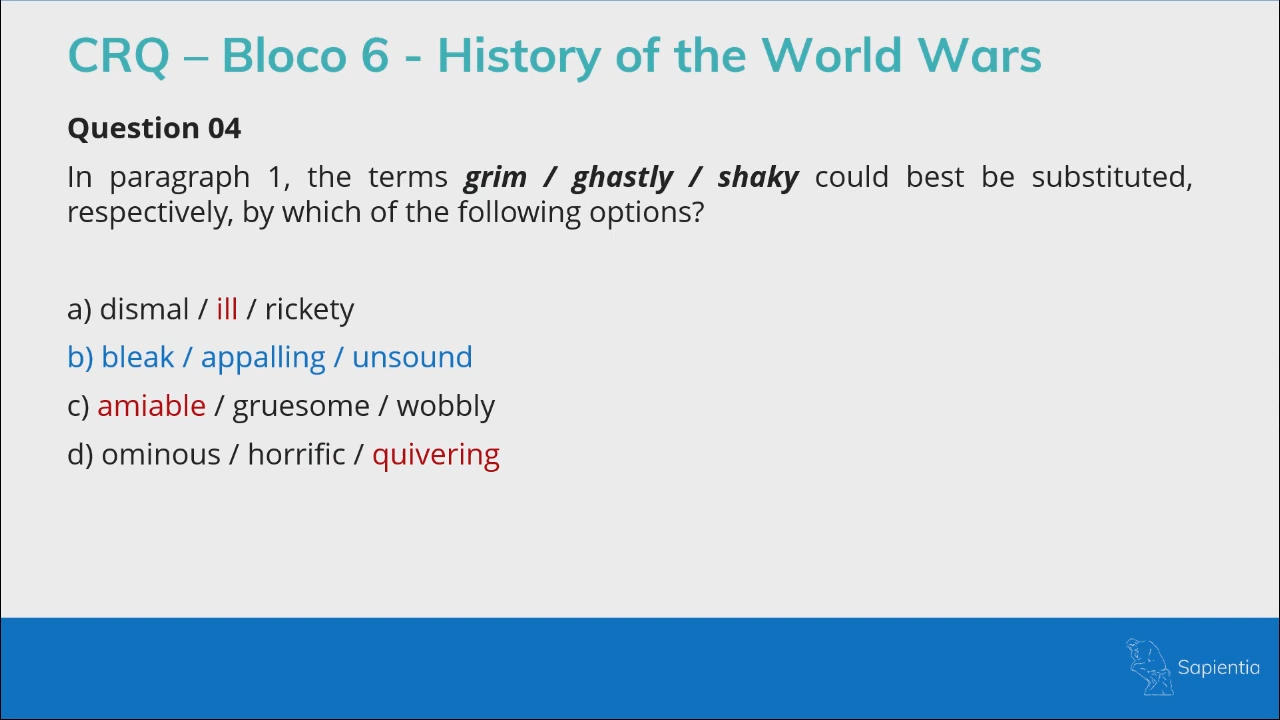 CRQ – Bloco 6 - History of the World Wars
Question 04
In paragraph 1, the terms grim / ghastly / shaky could best be substituted,
respectively, by which of the following options?
a) dismal / ill / rickety
b) bleak / appalling / unsound
c) amiable / gruesome / wobbly
d) ominous / horrific / quivering
Sapientia